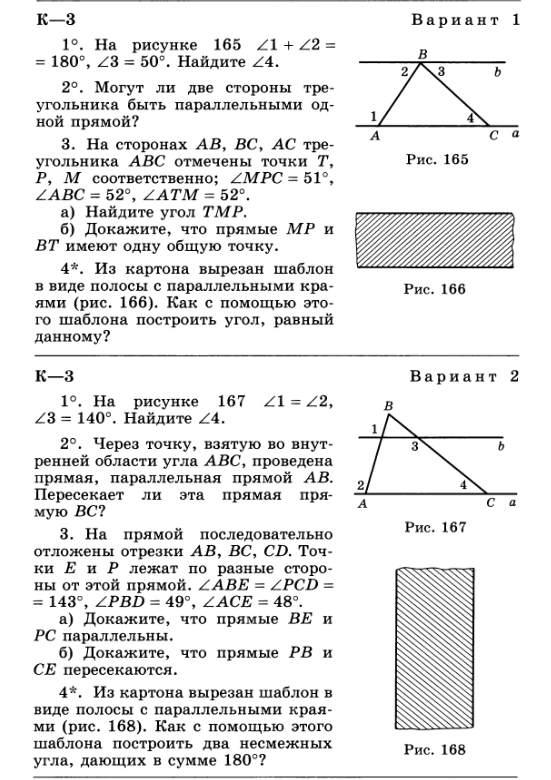 К—3 Вариант 1
1°. На рисунке 165 ∠1 + ∠2 =
= 180°, ∠3 = 50°. Найдите ∠4.
2°. Могут ли две стороны тре-
угольника быть параллельными од-
ной прямой?
3. На сторонах AB, BC, AC тре-
угольника ABC отмечены точки T,
P, M соответственно; ∠MPC = 51°,
∠ABC = 52°, ∠ATM = 52°.
а) Найдите угол TMP.
б) Докажите, что прямые MP и
BT имеют одну общую точку.
4*. Из картона вырезан шаблон
в виде полосы с параллельными кра-
ями (рис. 166). Как с помощью это-
го шаблона построить угол, равный
данному?
B
2 3 b
1 4
A C a
Рис. 165
Рис. 166
К—3 Вариант 2
1°. На рисунке 167 ∠1 = ∠2,
∠3 = 140°. Найдите ∠4.
2°. Через точку, взятую во внут-
ренней области угла ABC, проведена
прямая, параллельная прямой AB.
Пересекает ли эта прямая пря-
мую BC?
3. На прямой последовательно
отложены отрезки AB, BC, CD. Точ-
ки E и P лежат по разные сторо-
ны от этой прямой. ∠ABE = ∠PCD =
= 143°, ∠PBD = 49°, ∠ACE = 48°.
а) Докажите, что прямые BE и
PC параллельны.
б) Докажите, что прямые PB и
CE пересекаются.
4*. Из картона вырезан шаблон в
виде полосы с параллельными края-
ми (рис. 168). Как с помощью этого
шаблона построить два несмежных
угла, дающих в сумме 180°?
B
1
3 b
2 4
A C a
Рис. 167
Рис. 168